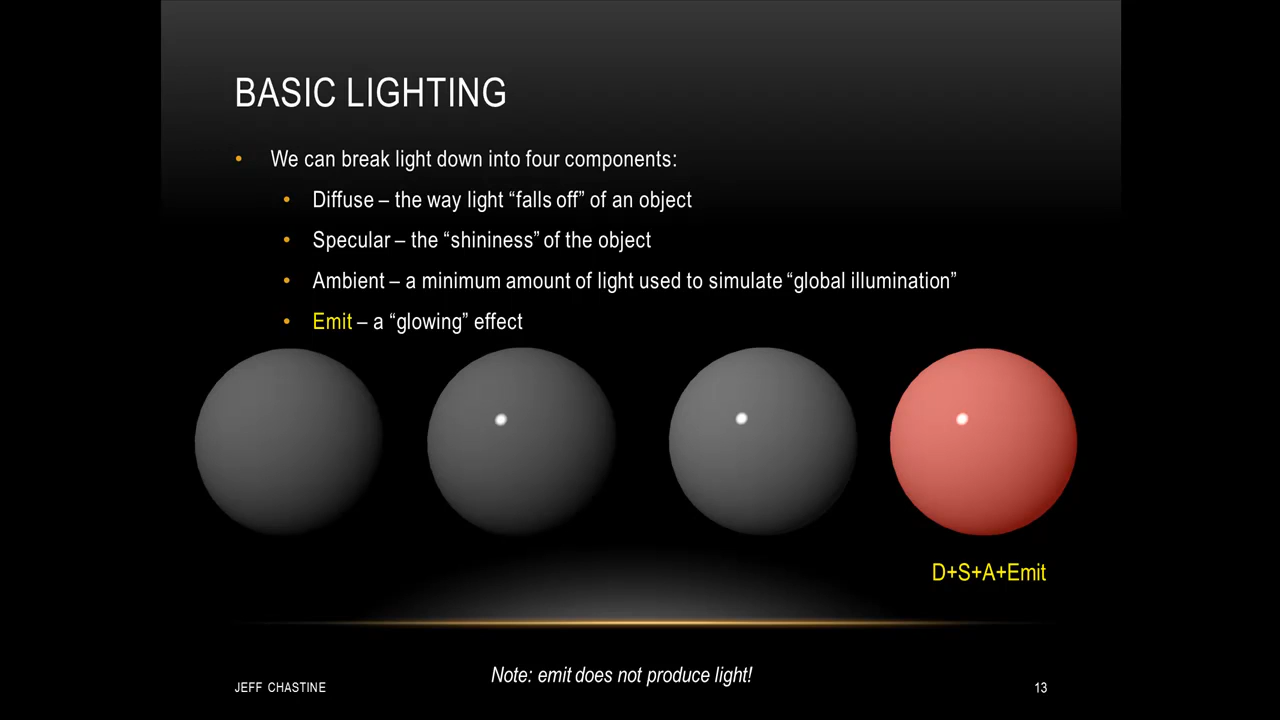 BASIC LIGHTING
• We can break light down into four components:
• Diffuse – the way light “falls off” of an object
• Specular – the “shininess” of the object
• Ambient – a minimum amount of light used to simulate “global illumination”
• Emit – a “glowing” effect
D+S+A+Emit
Note: emit does not produce light!
JEFF CHASTINE
13